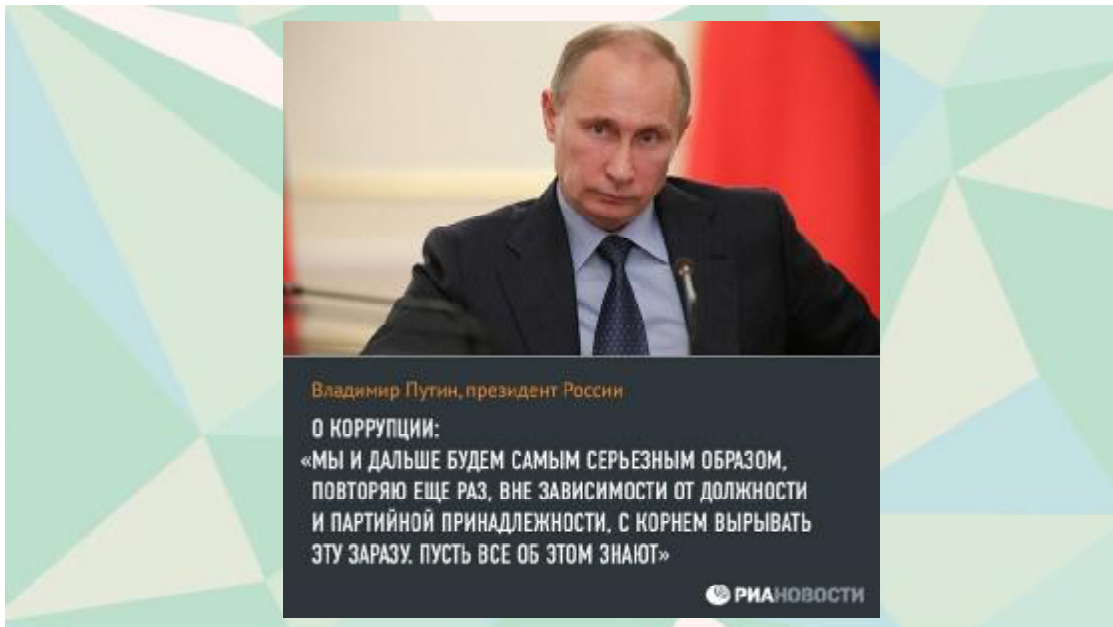 Владимир Путин, президент России
О КОРРУПЦИИ:
«МЫ И ДАЛЬШЕ БУДЕМ САМЫМ СЕРЬЕЗНЫМ ОБРАЗОМ,
ПОВТОРЯЮ ЕЩЕ РАЗ, ВНЕ ЗАВИСИМОСТИ ОТ ДОЛЖНОСТИ
И ПАРТИЙНОЙ ПРИНАДЛЕЖНОСТИ, С КОРНЕМ ВЫРЫВАТЬ
ЭТУ ЗАРАЗУ. ПУСТЬ ВСЕ ОБ ЭТОМ ЗНАЮТ»
РИАНОВОСТИ